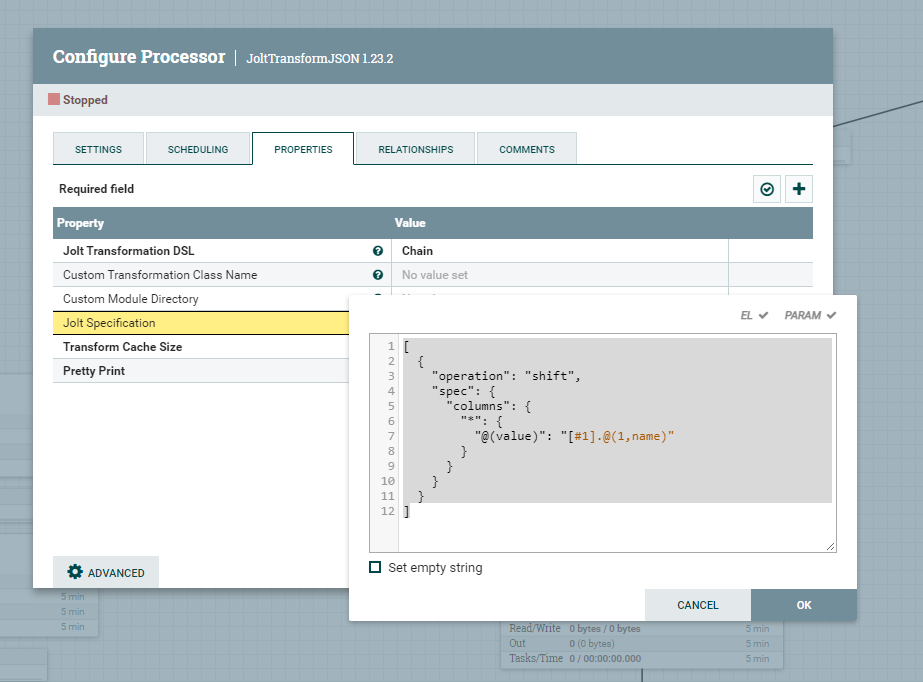 Configure Processor | JoltTransformJSON 1.23.2
Stopped
SETTINGS SCHEDULING PROPERTIES RELATIONSHIPS COMMENTS
Required field
Property Value
Jolt Transformation DSL Chain
Custom Transformation Class Name No value set
Custom Module Directory
Jolt Specification
Transform Cache Size
Pretty Print
EL PARAM
1 [
2   {
3     "operation": "shift",
4     "spec": {
5       "columns": {
6         "*": {
7           "@(value)": "[#1].@(1,name)"
8         }
9       }
10     }
11   }
12 ]
Set empty string
ADVANCED
CANCEL OK
5 min
5 min
5 min
Read/Write 0 bytes / 0 bytes 5 min
Out 0 (0 bytes) 5 min
Tasks/Time 0 / 00:00:00.000 5 min